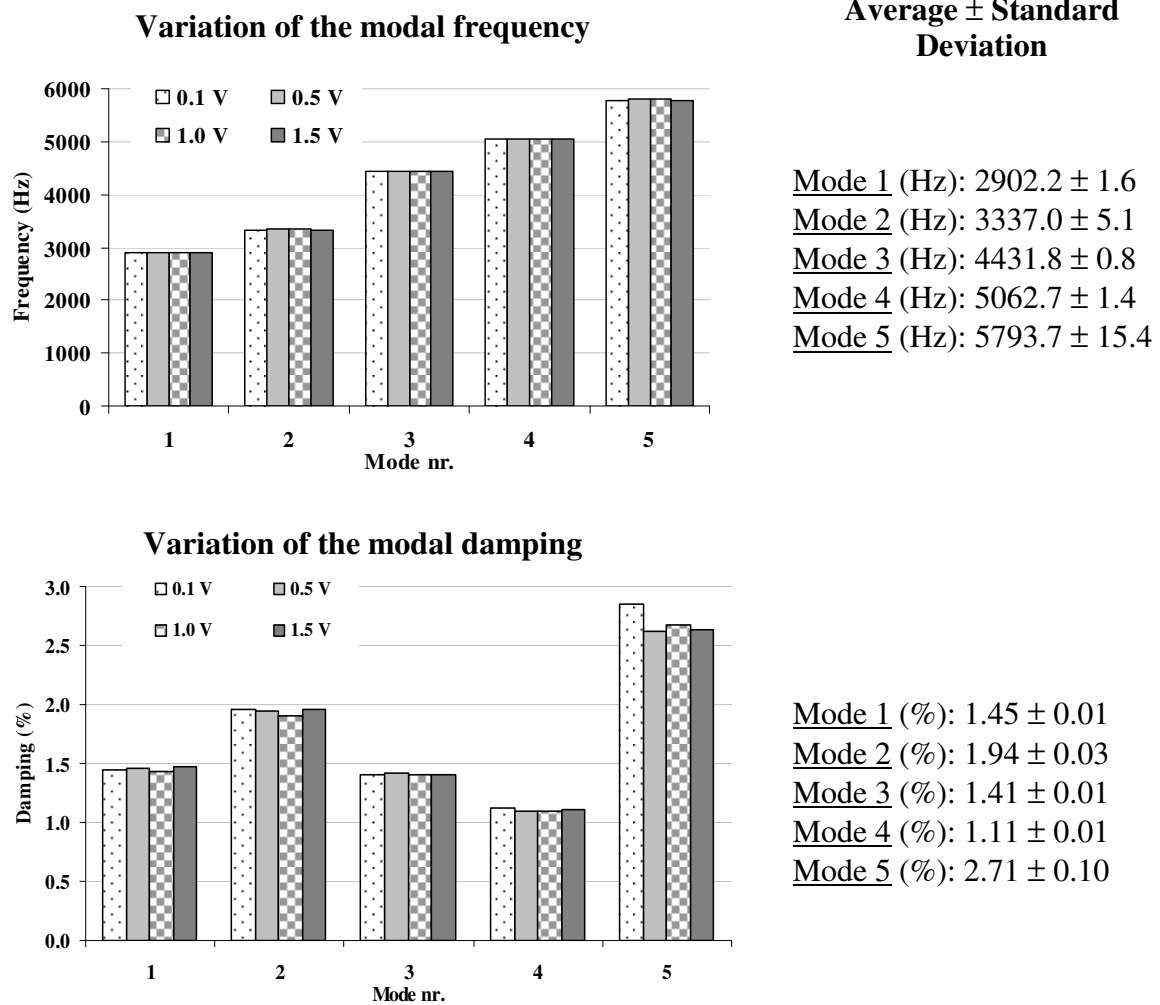 Variation of the modal frequency
Average ± Standard
Deviation
0.1 V
0.5 V
1.0 V
1.5 V
6000
5000
4000
3000
2000
1000
0
Frequency (Hz)
1
2
3
4
5
Mode nr.
Mode 1 (Hz): 2902.2 ± 1.6
Mode 2 (Hz): 3337.0 ± 5.1
Mode 3 (Hz): 4431.8 ± 0.8
Mode 4 (Hz): 5062.7 ± 1.4
Mode 5 (Hz): 5793.7 ± 15.4
Variation of the modal damping
0.1 V
0.5 V
1.0 V
1.5 V
3.0
2.5
2.0
1.5
1.0
0.5
0.0
Damping (%)
1
2
3
4
5
Mode nr.
Mode 1 (%): 1.45 ± 0.01
Mode 2 (%): 1.94 ± 0.03
Mode 3 (%): 1.41 ± 0.01
Mode 4 (%): 1.11 ± 0.01
Mode 5 (%): 2.71 ± 0.10